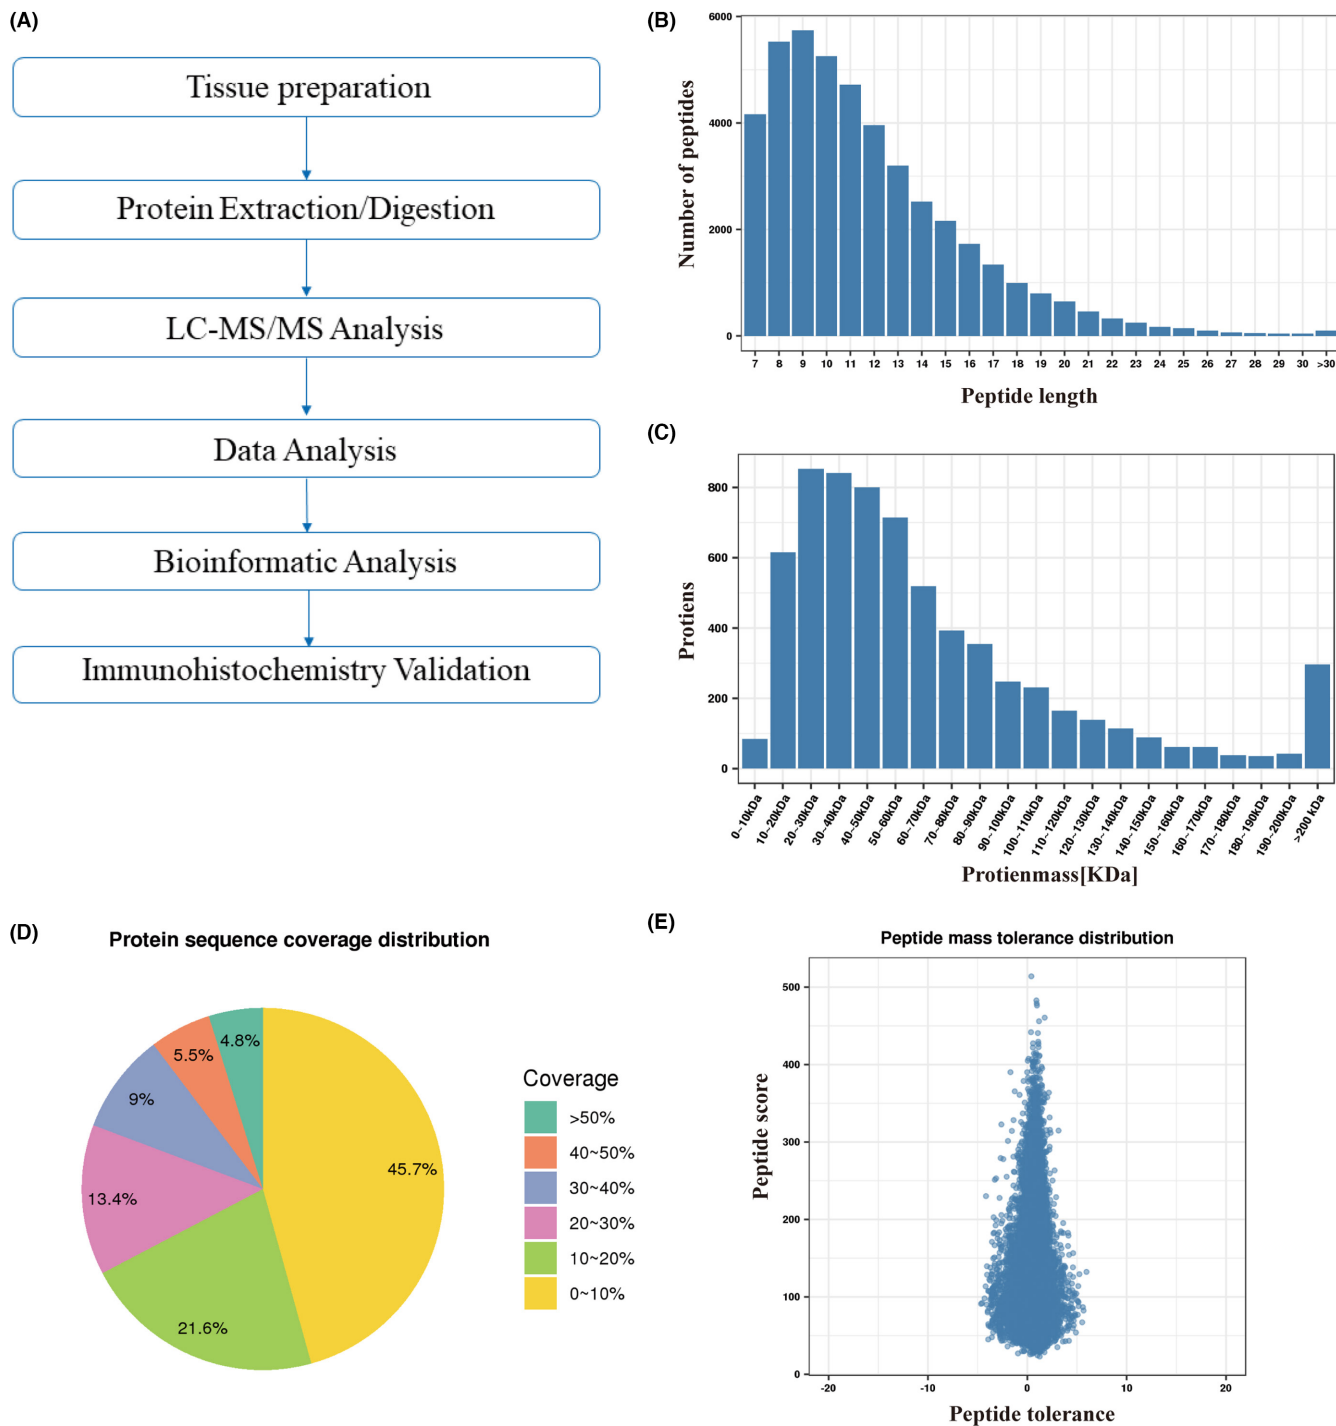 (A)
Tissue preparation
Protein Extraction/Digestion
LC-MS/MS Analysis
Data Analysis
Bioinformatic Analysis
Immunohistochemistry Validation
(B)
6000
4000
2000
0
Number of peptides
7 8 9 10 11 12 13 14 15 16 17 18 19 20 21 22 23 24 25 26 27 28 29 30 >30
Peptide length
(C)
800
600
400
200
0
Protiens
0~10kDa 10~20kDa 20~30kDa 30~40kDa 40~50kDa 50~60kDa 60~70kDa 70~80kDa 80~90kDa 90~100kDa 100~110kDa 110~120kDa 120~130kDa 130~140kDa 140~150kDa 150~160kDa 160~170kDa 170~180kDa 180~190kDa 190~200kDa >200 kDa
Protienmass[KDa]
(D)
Protein sequence coverage distribution
4.8%
5.5%
9%
13.4%
21.6%
45.7%
Coverage
>50%
40~50%
30~40%
20~30%
10~20%
0~10%
(E)
Peptide mass tolerance distribution
500
400
300
200
100
0
Peptide score
-20 -10 0 10 20
Peptide tolerance